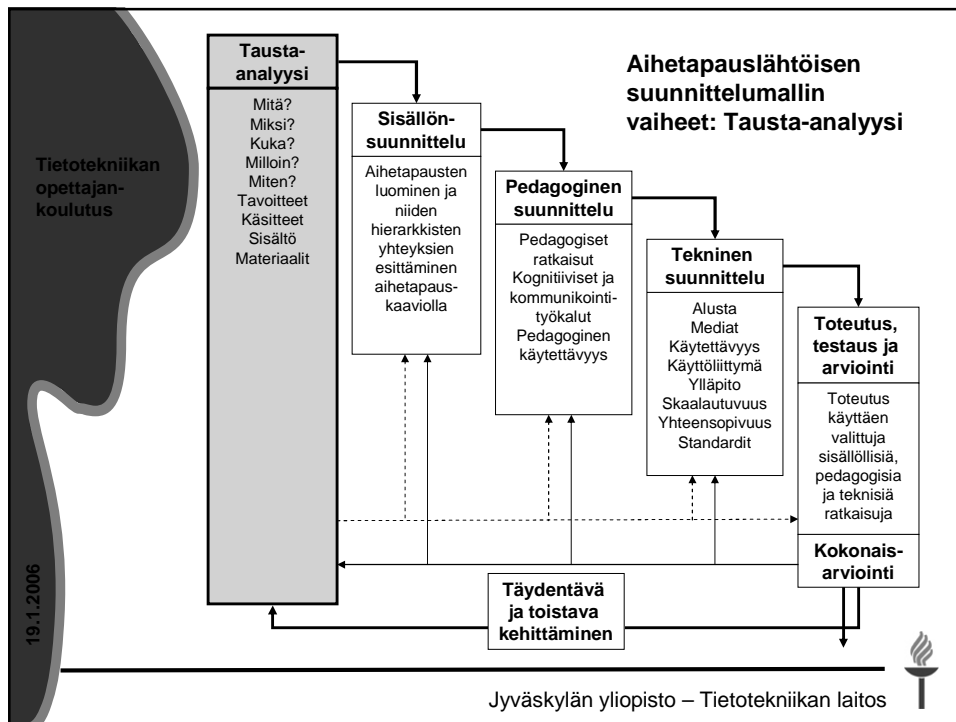 Aihetapauslähtöisen
suunnittelumallin
vaiheet: Tausta-analyysi
Tietotekniikan
opettajan-
koulutus
19.1.2006
Tausta-
analyysi
Mitä?
Miksi?
Kuka?
Milloin?
Miten?
Tavoitteet
Käsitteet
Sisältö
Materiaalit
Sisällön-
suunnittelu
Aihetapausten
luominen ja
niiden
hierarkkisten
yhteyksien
esittäminen
aihetapaus-
kaaviolla
Pedagoginen
suunnittelu
Pedagogiset
ratkaisut
Kognitiiviset ja
kommunikointi-
työkalut
Pedagoginen
käytettävyys
Tekninen
suunnittelu
Alusta
Mediat
Käytettävyys
Käyttöliittymä
Ylläpito
Skaalautuvuus
Yhteensopivuus
Standardit
Toteutus,
testaus ja
arviointi
Toteutus
käyttäen
valittuja
sisällöllisiä,
pedagogisia
ja teknisiä
ratkaisuja
Kokonais-
arviointi
Täydentävä
ja toistava
kehittäminen
Jyväskylän yliopisto – Tietotekniikan laitos